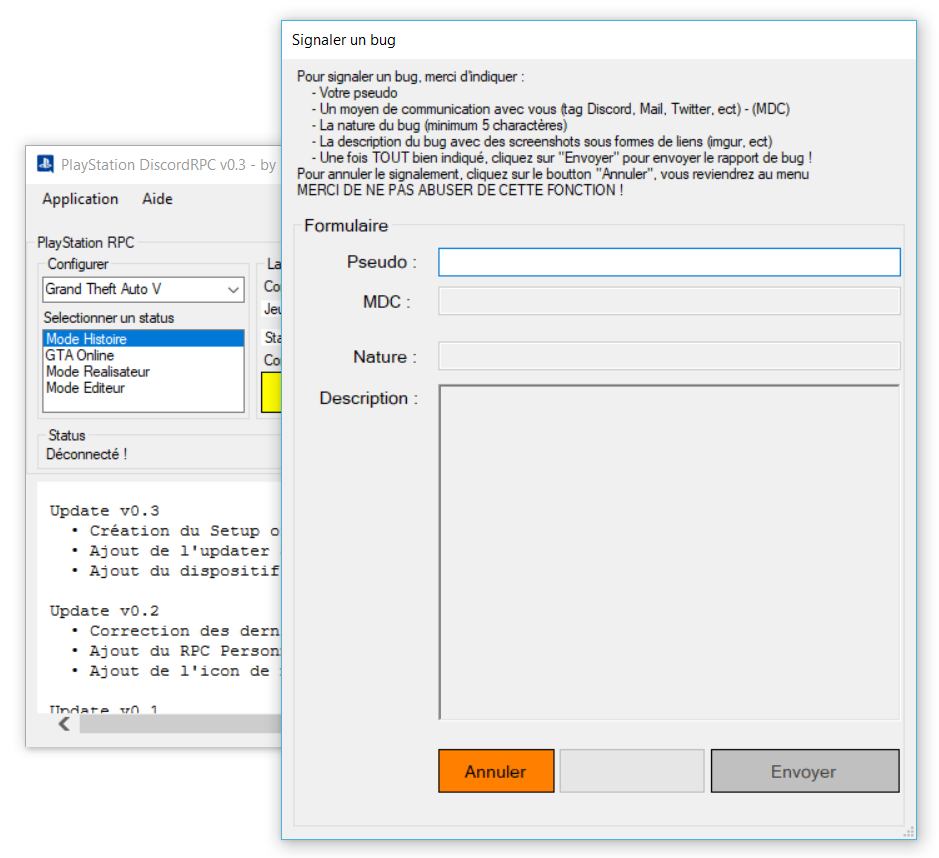 Signaler un bug
Pour signaler un bug, merci d'indiquer :
- Votre pseudo
- Un moyen de communication avec vous (tag Discord, Mail, Twitter, ect) - (MDC)
- La nature du bug (minimum 5 charactères)
- La description du bug avec des screenshots sous formes de liens (imgur, ect)
- Une fois TOUT bien indiqué, cliquez sur "Envoyer" pour envoyer le rapport de bug !
Pour annuler le signalement, cliquez sur le boutton "Annuler", vous reviendrez au menu
MERCI DE NE PAS ABUSER DE CETTE FONCTION !
Formulaire
Pseudo :
MDC :
Nature :
Description :
Annuler
Envoyer
PlayStation DiscordRPC v0.3 - by
Application Aide
PlayStation RPC
Configurer
Grand Theft Auto V
Selectionner un status
Mode Histoire
GTA Online
Mode Realisateur
Mode Editeur
Status
Déconnecté !
La
Co
Jeu
Sta
Co
Update v0.3
• Création du Setup o
• Ajout de l'updater
• Ajout du dispositif
Update v0.2
• Correction des dern
• Ajout du RPC Person
• Ajout de l'icon de
Update v0.1